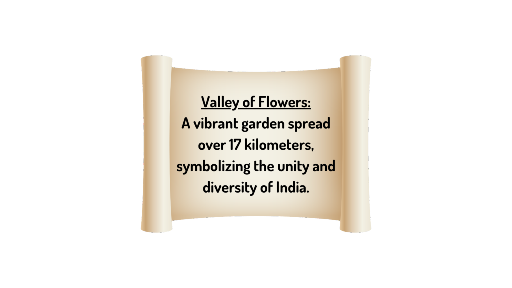 Valley of Flowers:
A vibrant garden spread
over 17 kilometers,
symbolizing the unity and
diversity of India.